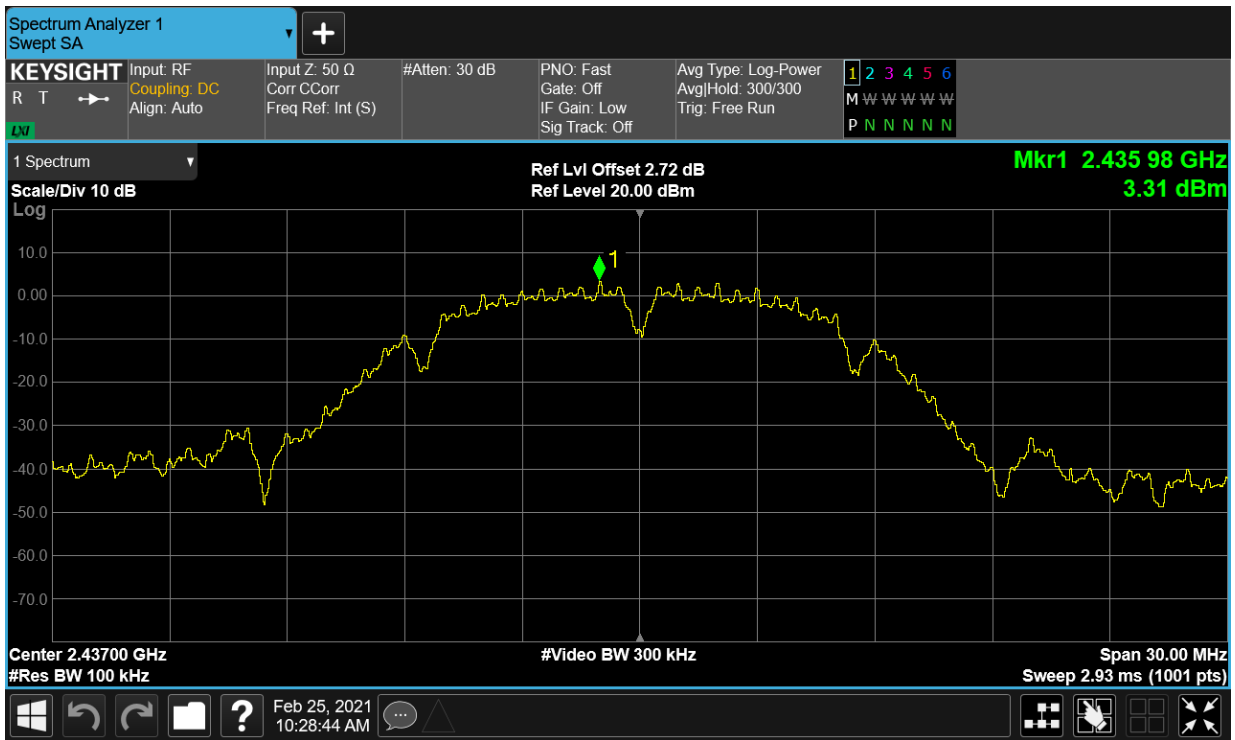 Spectrum Analyzer 1
Swept SA
+
KEYSIGHT
R T
LXI
Input: RF
Coupling: DC
Align: Auto
Input Z: 50 Ω
Corr CCorr
Freq Ref: Int (S)
#Atten: 30 dB
PNO: Fast
Gate: Off
IF Gain: Low
Sig Track: Off
Avg Type: Log-Power
Avg|Hold: 300/300
Trig: Free Run
1 2 3 4 5 6
M W W W W W
P N N N N N
1 Spectrum
Scale/Div 10 dB
Log
Ref Lvl Offset 2.72 dB
Ref Level 20.00 dBm
Mkr1 2.435 98 GHz
3.31 dBm
10.0
0.00
-10.0
-20.0
-30.0
-40.0
-50.0
-60.0
-70.0
1
Center 2.43700 GHz
#Res BW 100 kHz
#Video BW 300 kHz
Span 30.00 MHz
Sweep 2.93 ms (1001 pts)
?
Feb 25, 2021
10:28:44 AM